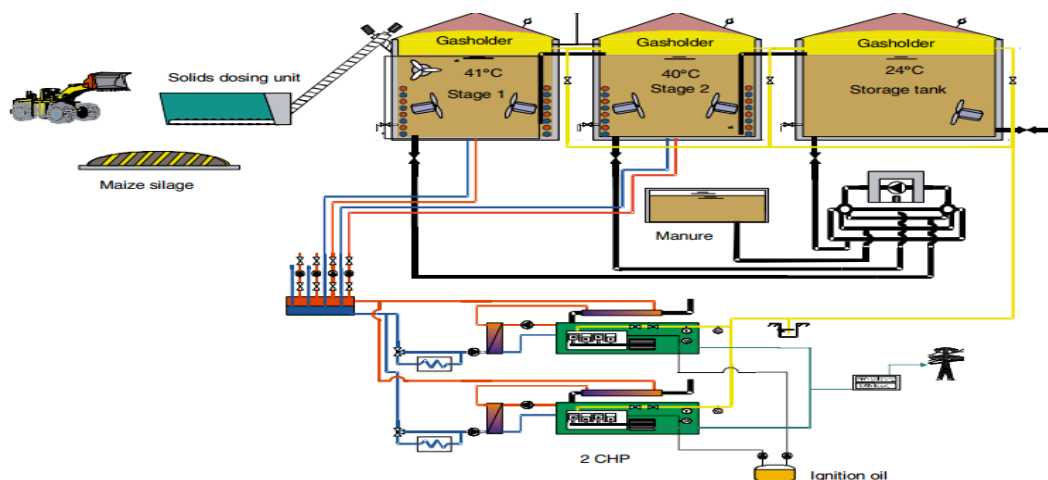 Gasholder
Gasholder
Gasholder
Solids dosing unit
41°C
Stage 1
40°C
Stage 2
24°C
Storage tank
Maize silage
Manure
2 CHP
Ignition oil